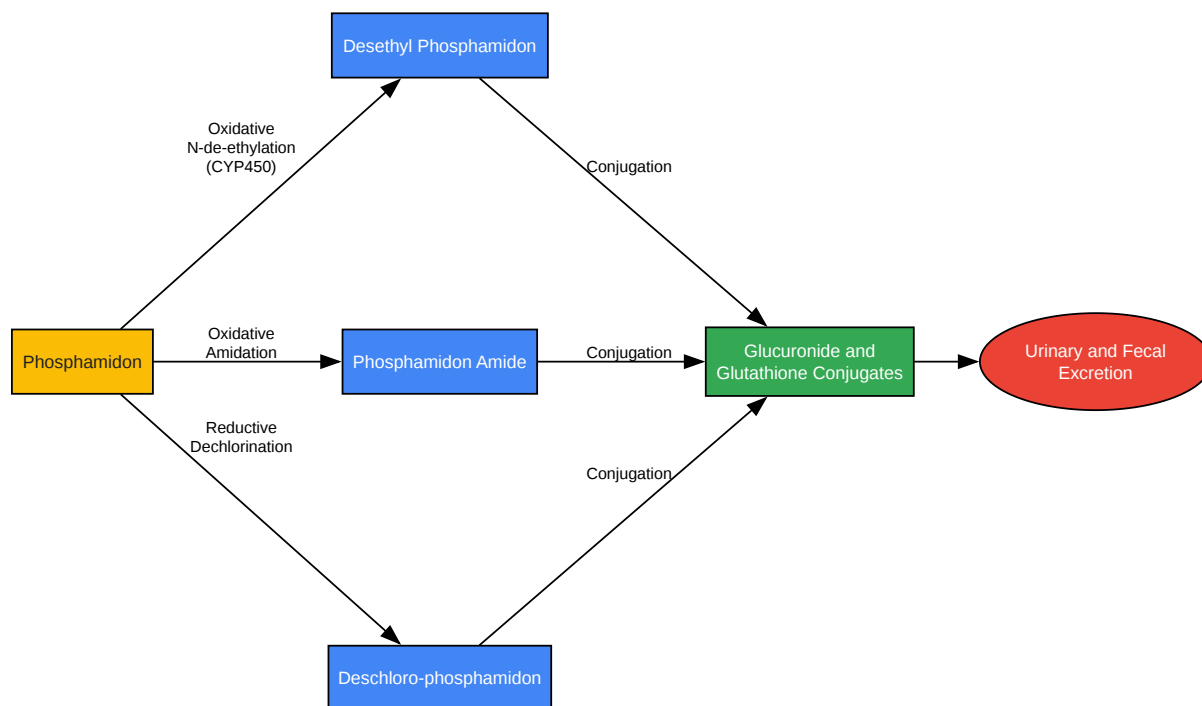 Desethyl Phosphamidon
Oxidative
N-de-ethylation
(CYP450)
Conjugation
Phosphamidon
Oxidative
Amidation
Phosphamidon Amide
Conjugation
Glucuronide and
Glutathione Conjugates
Urinary and Fecal
Excretion
Reductive
Dechlorination
Conjugation
Deschloro-phosphamidon